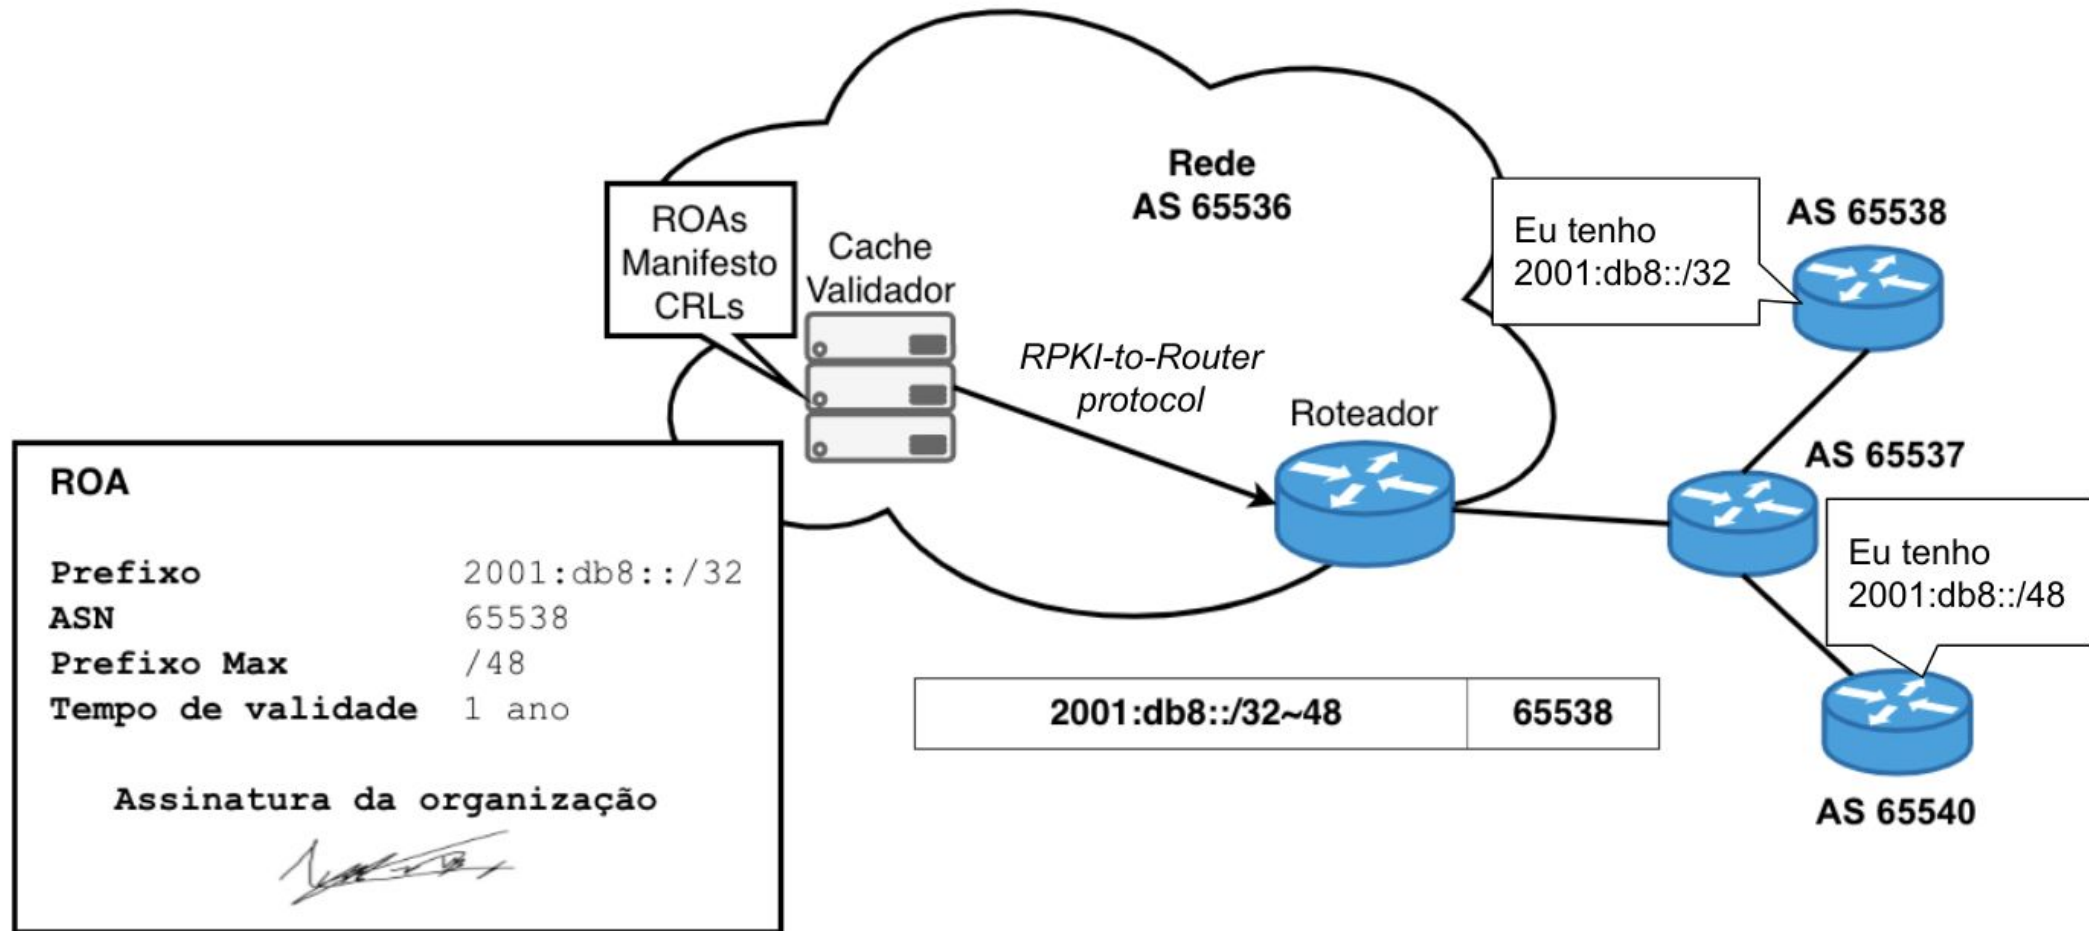 Rede
AS 65536
ROAs
Manifesto
CRLs
Cache
Validador
RPKI-to-Router
protocol
Roteador
Eu tenho
2001:db8::/32
AS 65538
AS 65537
Eu tenho
2001:db8::/48
AS 65540
ROA
Prefixo 2001:db8::/32
ASN 65538
Prefixo Max /48
Tempo de validade 1 ano
Assinatura da organização
2001:db8::/32~48 65538